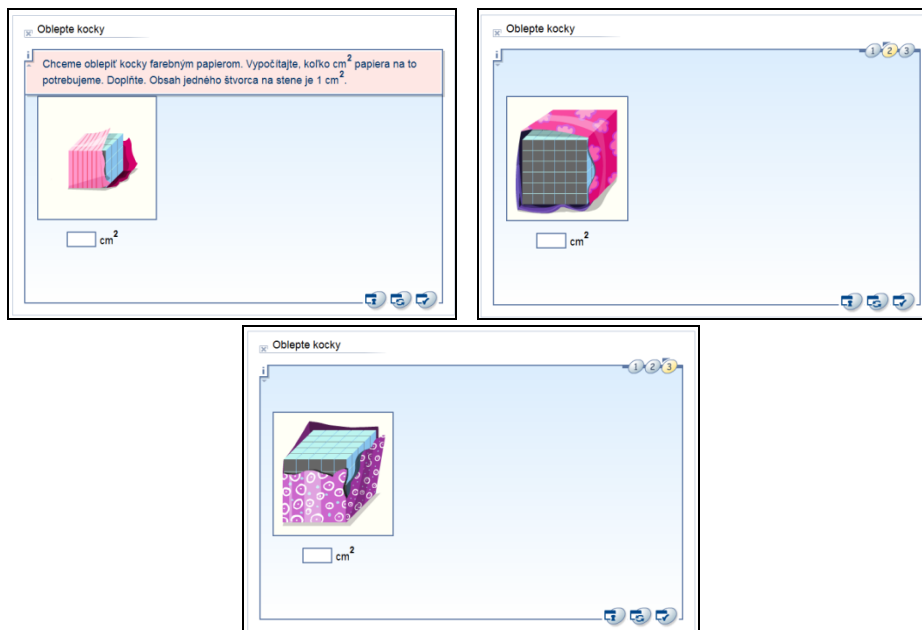 Oblepte kocky
Chceme oblepiť kocky farebným papierom. Vypočítajte, koľko cm² papiera na to
potrebujeme. Doplňte. Obsah jedného štvorca na stene je 1 cm².
cm²
Oblepte kocky
1 2 3
cm²
Oblepte kocky
1 2 3
cm²